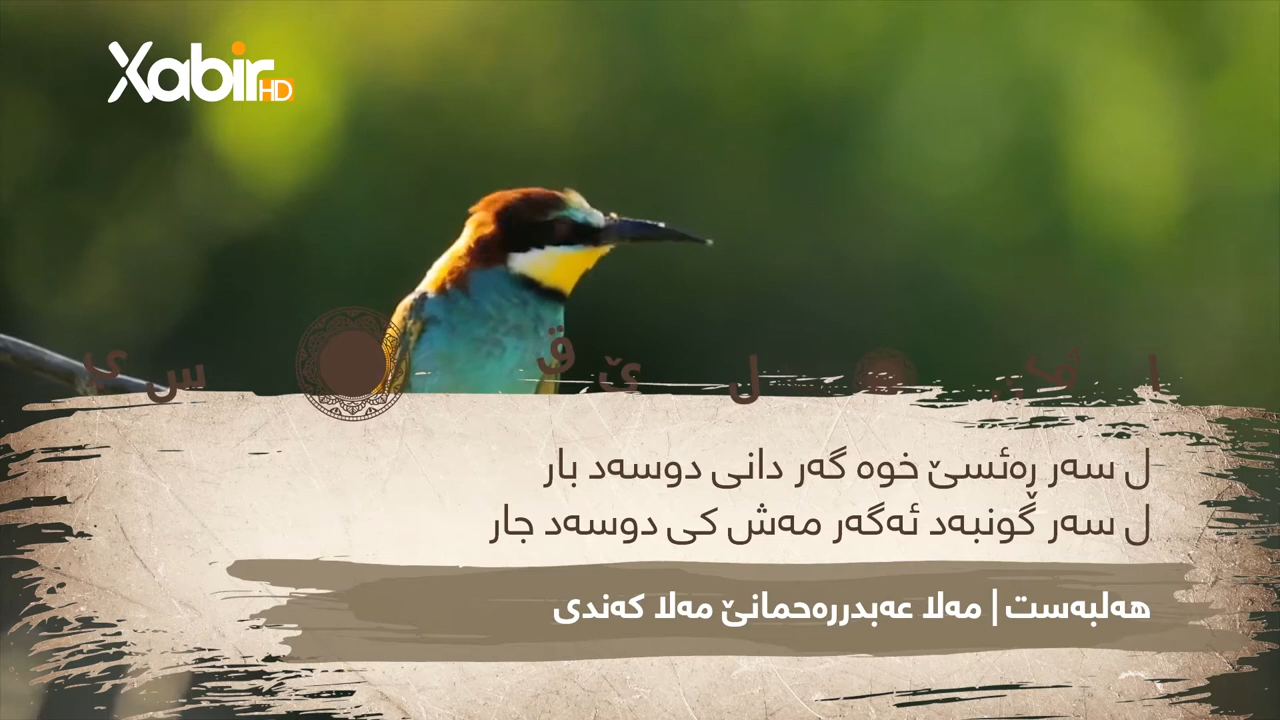 Xabir HD
ل سەر ڕەئسێ خوە گەر دانی دوسەد بار
ل سەر گونبەد ئەگەر مەش کی دوسەد جار
هەلبەست | مەلا عەبدررەحمانێ مەلا کەندی